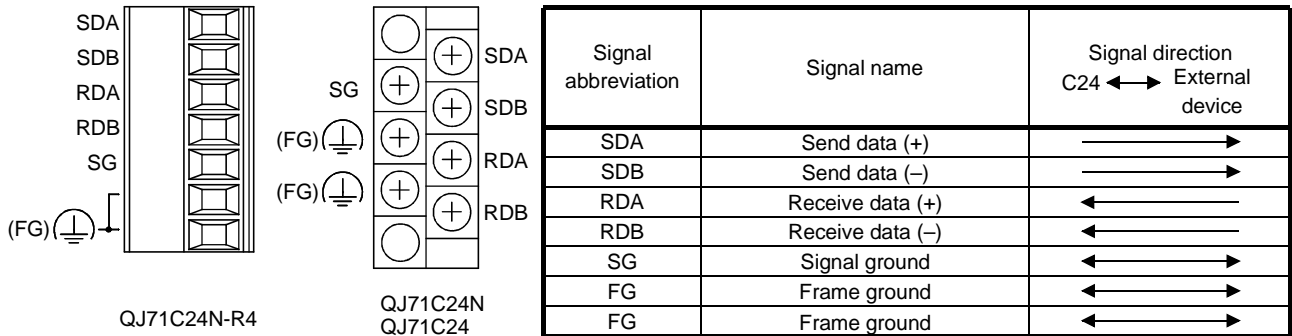 SDA
SDB
RDA
RDB
SG
(FG)
QJ71C24N-R4
SG
(FG)
(FG)
SDA
SDB
RDA
RDB
QJ71C24N
QJ71C24
Signal abbreviation Signal name Signal direction C24 External device
SDA Send data (+)
SDB Send data (–)
RDA Receive data (+)
RDB Receive data (–)
SG Signal ground
FG Frame ground
FG Frame ground